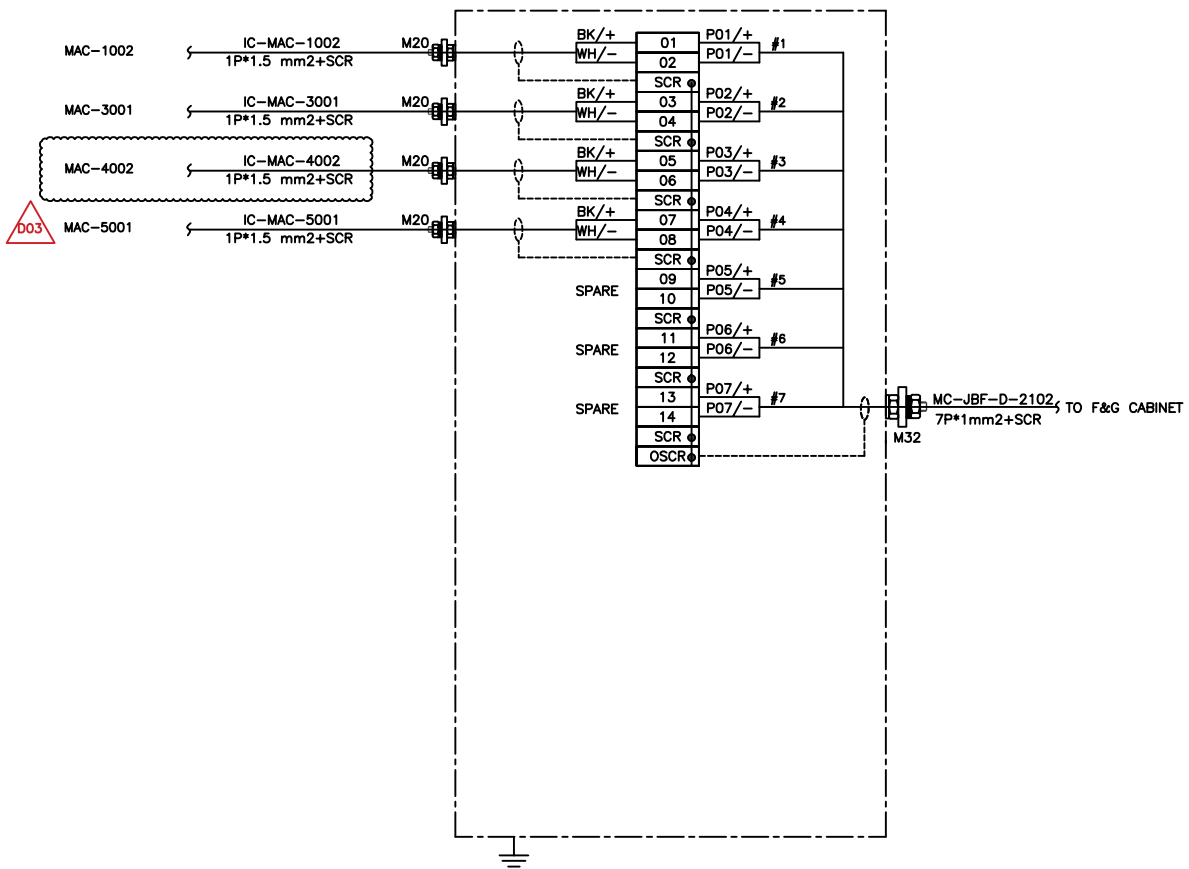 MAC-1002
IC-MAC-1002
1P*1.5 mm2+SCR
M20
BK/+
WH/-
01
02
SCR
P01/+
P01/-
#1
MAC-3001
IC-MAC-3001
1P*1.5 mm2+SCR
M20
BK/+
WH/-
03
04
SCR
P02/+
P02/-
#2
MAC-4002
IC-MAC-4002
1P*1.5 mm2+SCR
M20
BK/+
WH/-
05
06
SCR
P03/+
P03/-
#3
D03
MAC-5001
IC-MAC-5001
1P*1.5 mm2+SCR
M20
BK/+
WH/-
07
08
SCR
P04/+
P04/-
#4
SPARE
09
10
SCR
P05/+
P05/-
#5
SPARE
11
12
SCR
P06/+
P06/-
#6
SPARE
13
14
SCR
OSCR
P07/+
P07/-
#7
MC-JBF-D-2102
7P*1mm2+SCR
M32
TO F&G CABINET